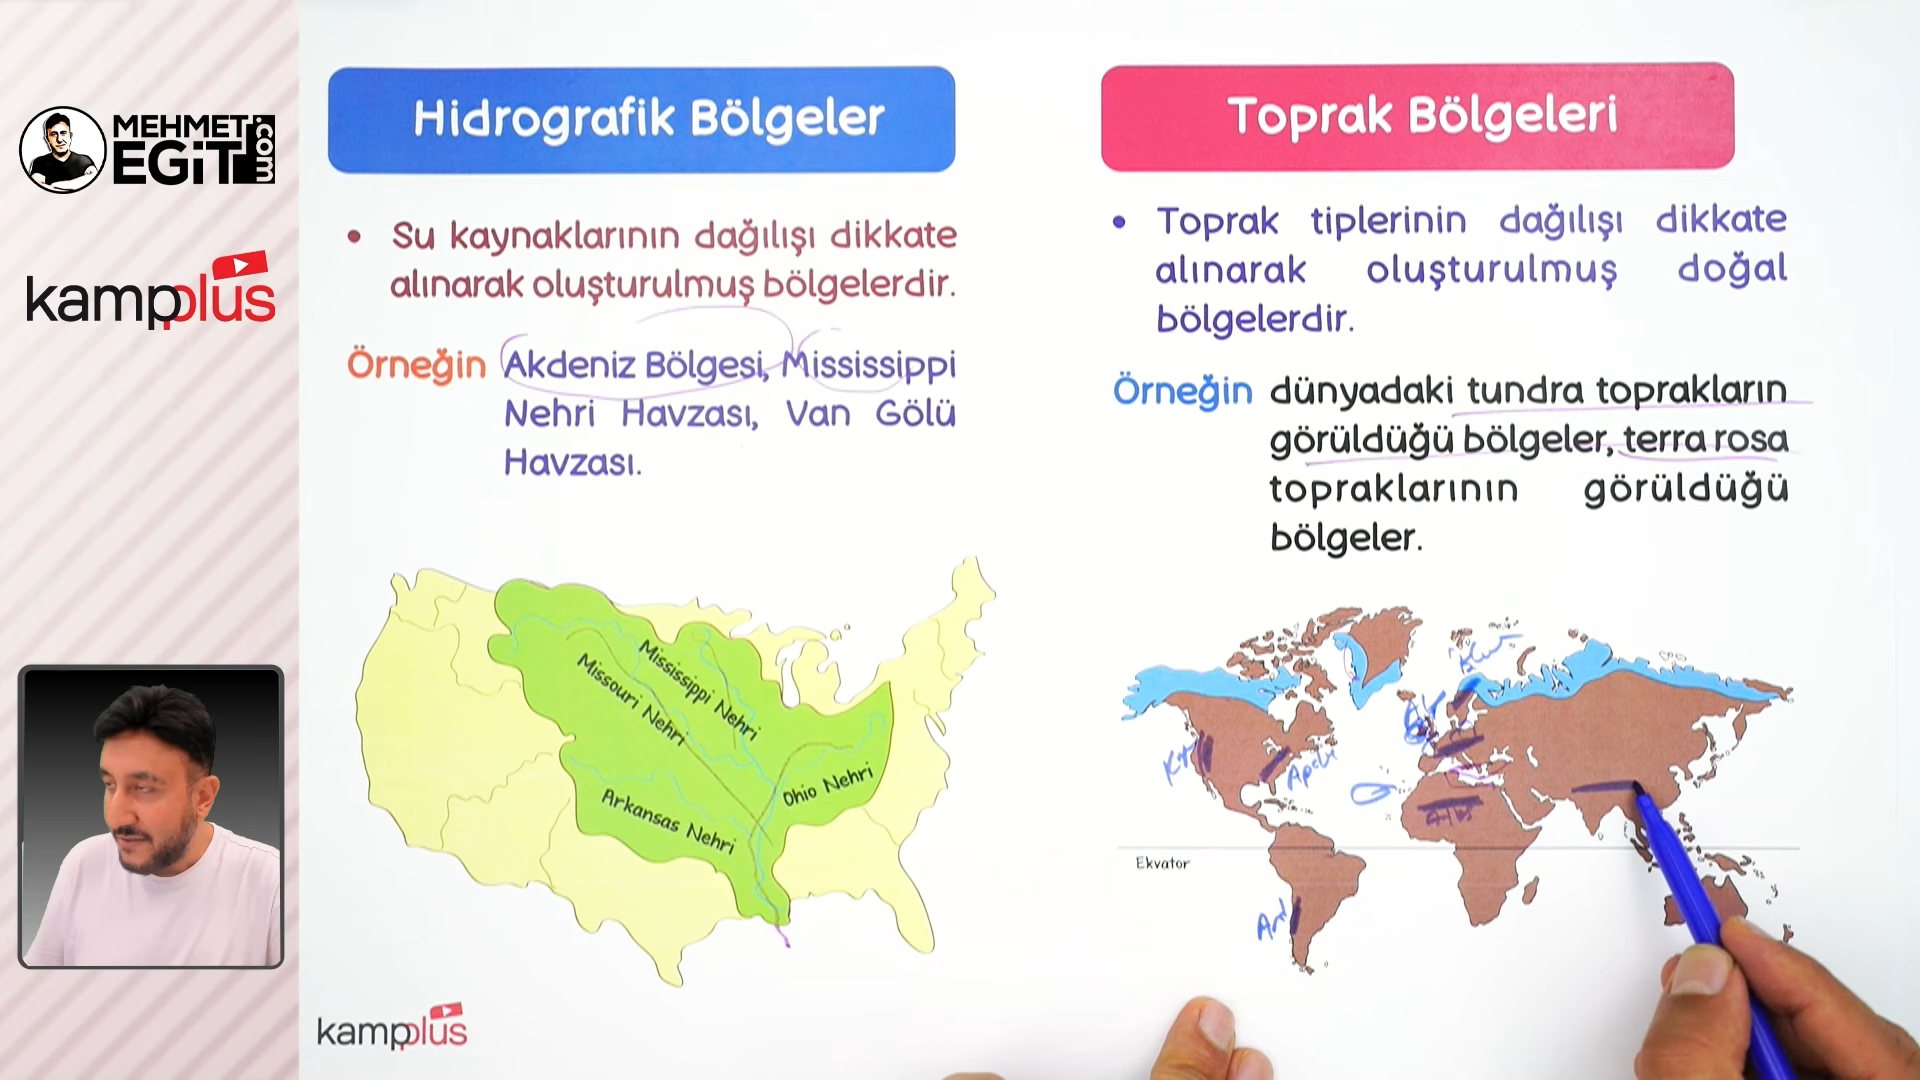 MEHMET
EGİT
.com
kampplus
Hidrografik Bölgeler
• Su kaynaklarının dağılışı dikkate
alınarak oluşturulmuş bölgelerdir.
Örneğin Akdeniz Bölgesi, Mississippi
Nehri Havzası, Van Gölü
Havzası.
Mississippi Nehri
Missouri Nehri
Ohio Nehri
Arkansas Nehri
kampplus
Toprak Bölgeleri
• Toprak tiplerinin dağılışı dikkate
alınarak oluşturulmuş doğal
bölgelerdir.
Örneğin dünyadaki tundra toprakların
görüldüğü bölgeler, terra rosa
topraklarının görüldüğü
bölgeler.
Ekvator